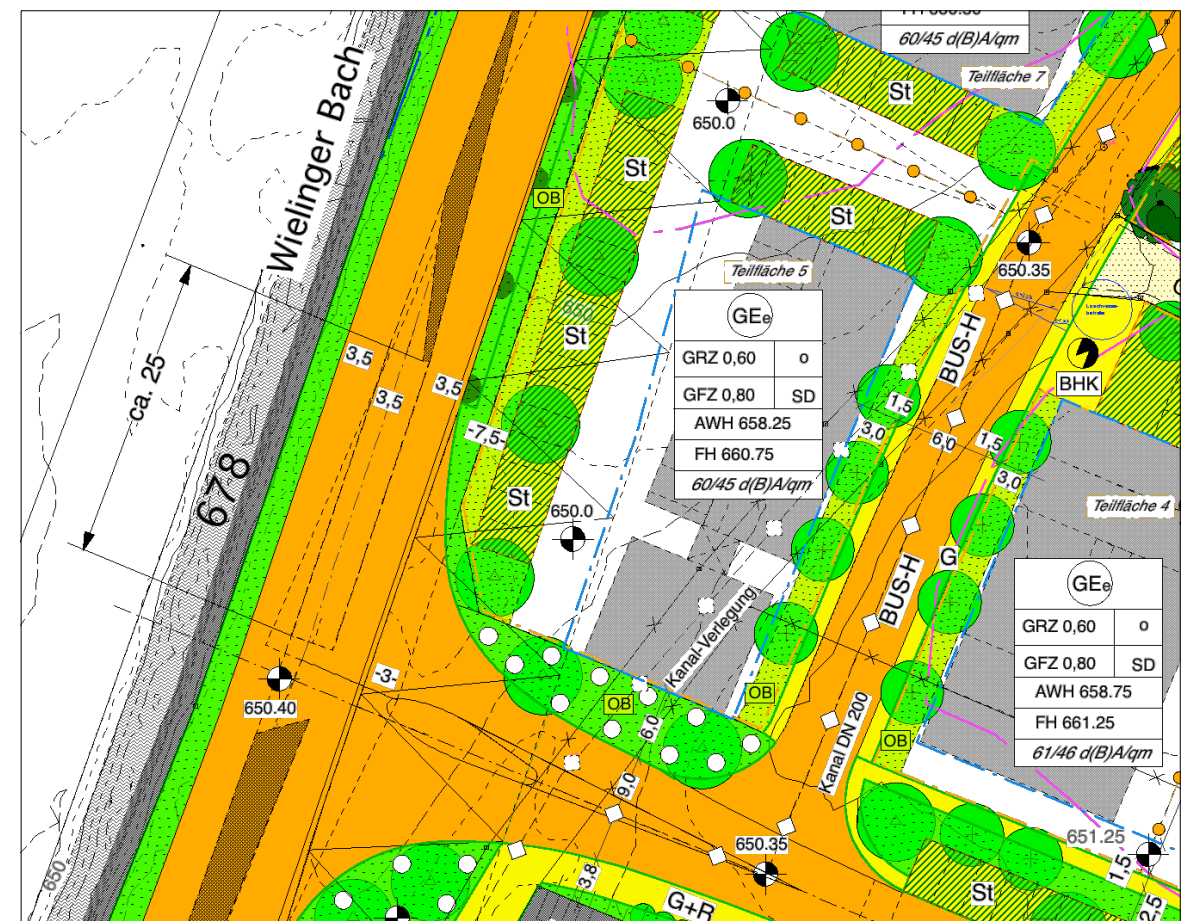 60/45 d(B)A/qm
Teilfläche 7
St
650.0
Wielinger Bach
St
OB
St
650.35
Teilfläche 5
650
GEe
GRZ 0,60 o
GFZ 0,80 SD
AWH 658.25
FH 660.75
60/45 d(B)A/qm
St
BUS-H
BHK
3,5
3,5
3,5
ca. 25
1,5
3,0
6,0
1,5
3,0
-7,5-
678
St
650.0
Teilfläche 4
BUS-H
G
GEe
GRZ 0,60 o
GFZ 0,80 SD
AWH 658.75
FH 661.25
61/46 d(B)A/qm
Kanal-Verlegung
-3-
650.40
OB
OB
6,0
OB
Kanal DN 200
9,0
650.35
651.25
1,5
650
3,8
G+R
St
2,5